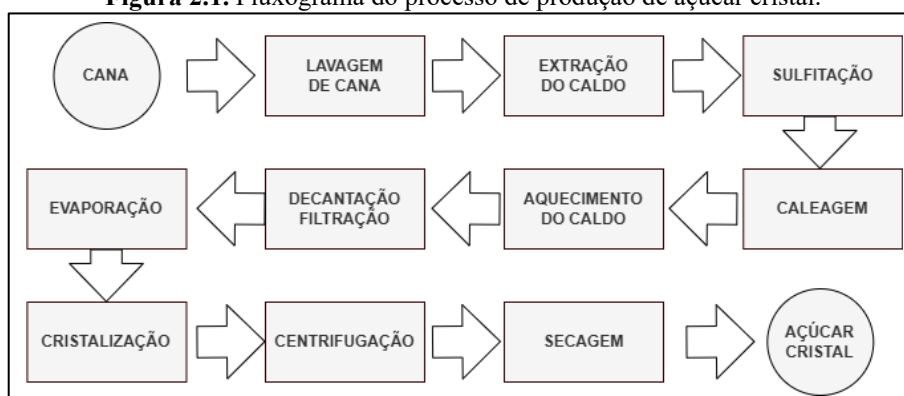 Figura 2.1. Fluxograma do processo de produção de açúcar cristal.
CANA
LAVAGEM
DE CANA
EXTRAÇÃO
DO CALDO
SULFITAÇÃO
EVAPORAÇÃO
DECANTAÇÃO
FILTRAÇÃO
AQUECIMENTO
DO CALDO
CALEAGEM
CRISTALIZAÇÃO
CENTRIFUGAÇÃO
SECAGEM
AÇÚCAR
CRISTAL